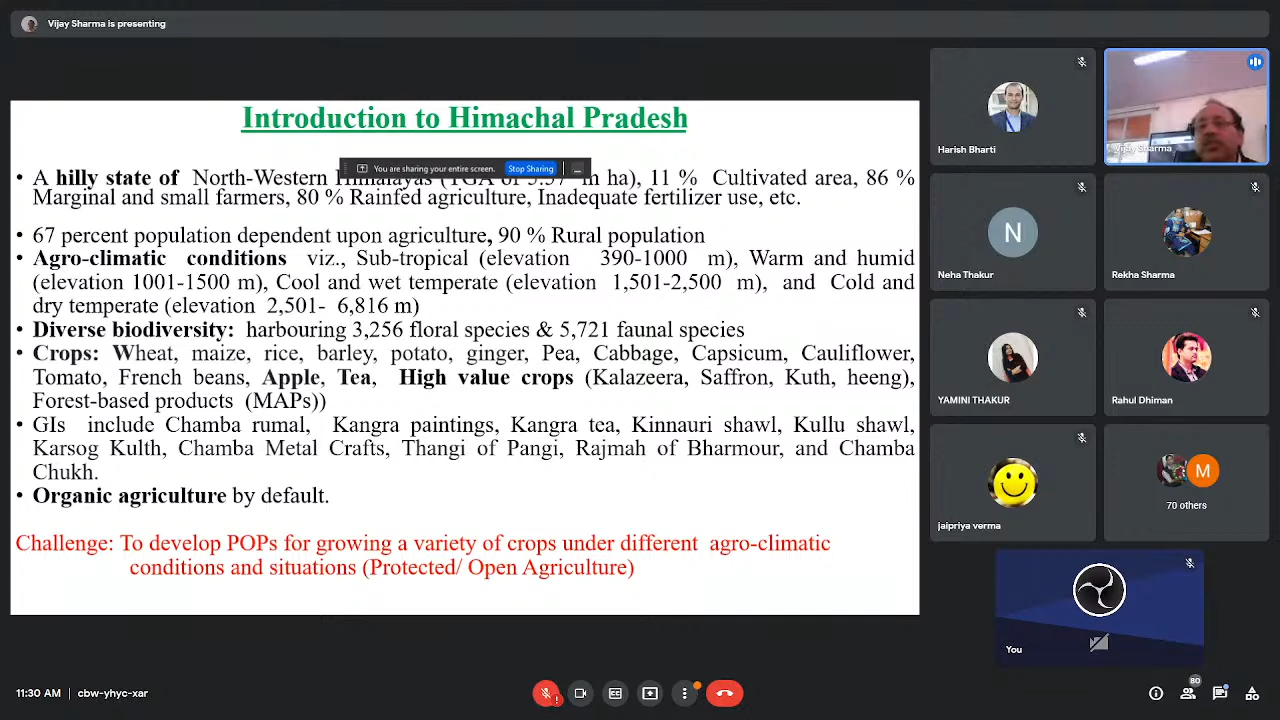 Vijay Sharma is presenting
Introduction to Himachal Pradesh
You are sharing your entire screen. Stop Sharing
• A hilly state of North-Western Himalayas (TGA of m ha), 11 % Cultivated area, 86 %
Marginal and small farmers, 80 % Rainfed agriculture, Inadequate fertilizer use, etc.
• 67 percent population dependent upon agriculture, 90 % Rural population
• Agro-climatic conditions viz., Sub-tropical (elevation 390-1000 m), Warm and humid
(elevation 1001-1500 m), Cool and wet temperate (elevation 1,501-2,500 m), and Cold and
dry temperate (elevation 2,501- 6,816 m)
• Diverse biodiversity: harbouring 3,256 floral species & 5,721 faunal species
• Crops: Wheat, maize, rice, barley, potato, ginger, Pea, Cabbage, Capsicum, Cauliflower,
Tomato, French beans, Apple, Tea, High value crops (Kalazeera, Saffron, Kuth, heeng),
Forest-based products (MAPs))
• GIs include Chamba rumal, Kangra paintings, Kangra tea, Kinnauri shawl, Kullu shawl,
Karsog Kulth, Chamba Metal Crafts, Thangi of Pangi, Rajmah of Bharmour, and Chamba
Chukh.
• Organic agriculture by default.
Challenge: To develop POPs for growing a variety of crops under different agro-climatic
conditions and situations (Protected/ Open Agriculture)
Harish Bharti
Vijay Sharma
N
Neha Thakur
Rekha Sharma
YAMINI THAKUR
Rahul Dhiman
jaipriya verma
M
70 others
You
11:30 AM | cbw-yhyc-xar
80